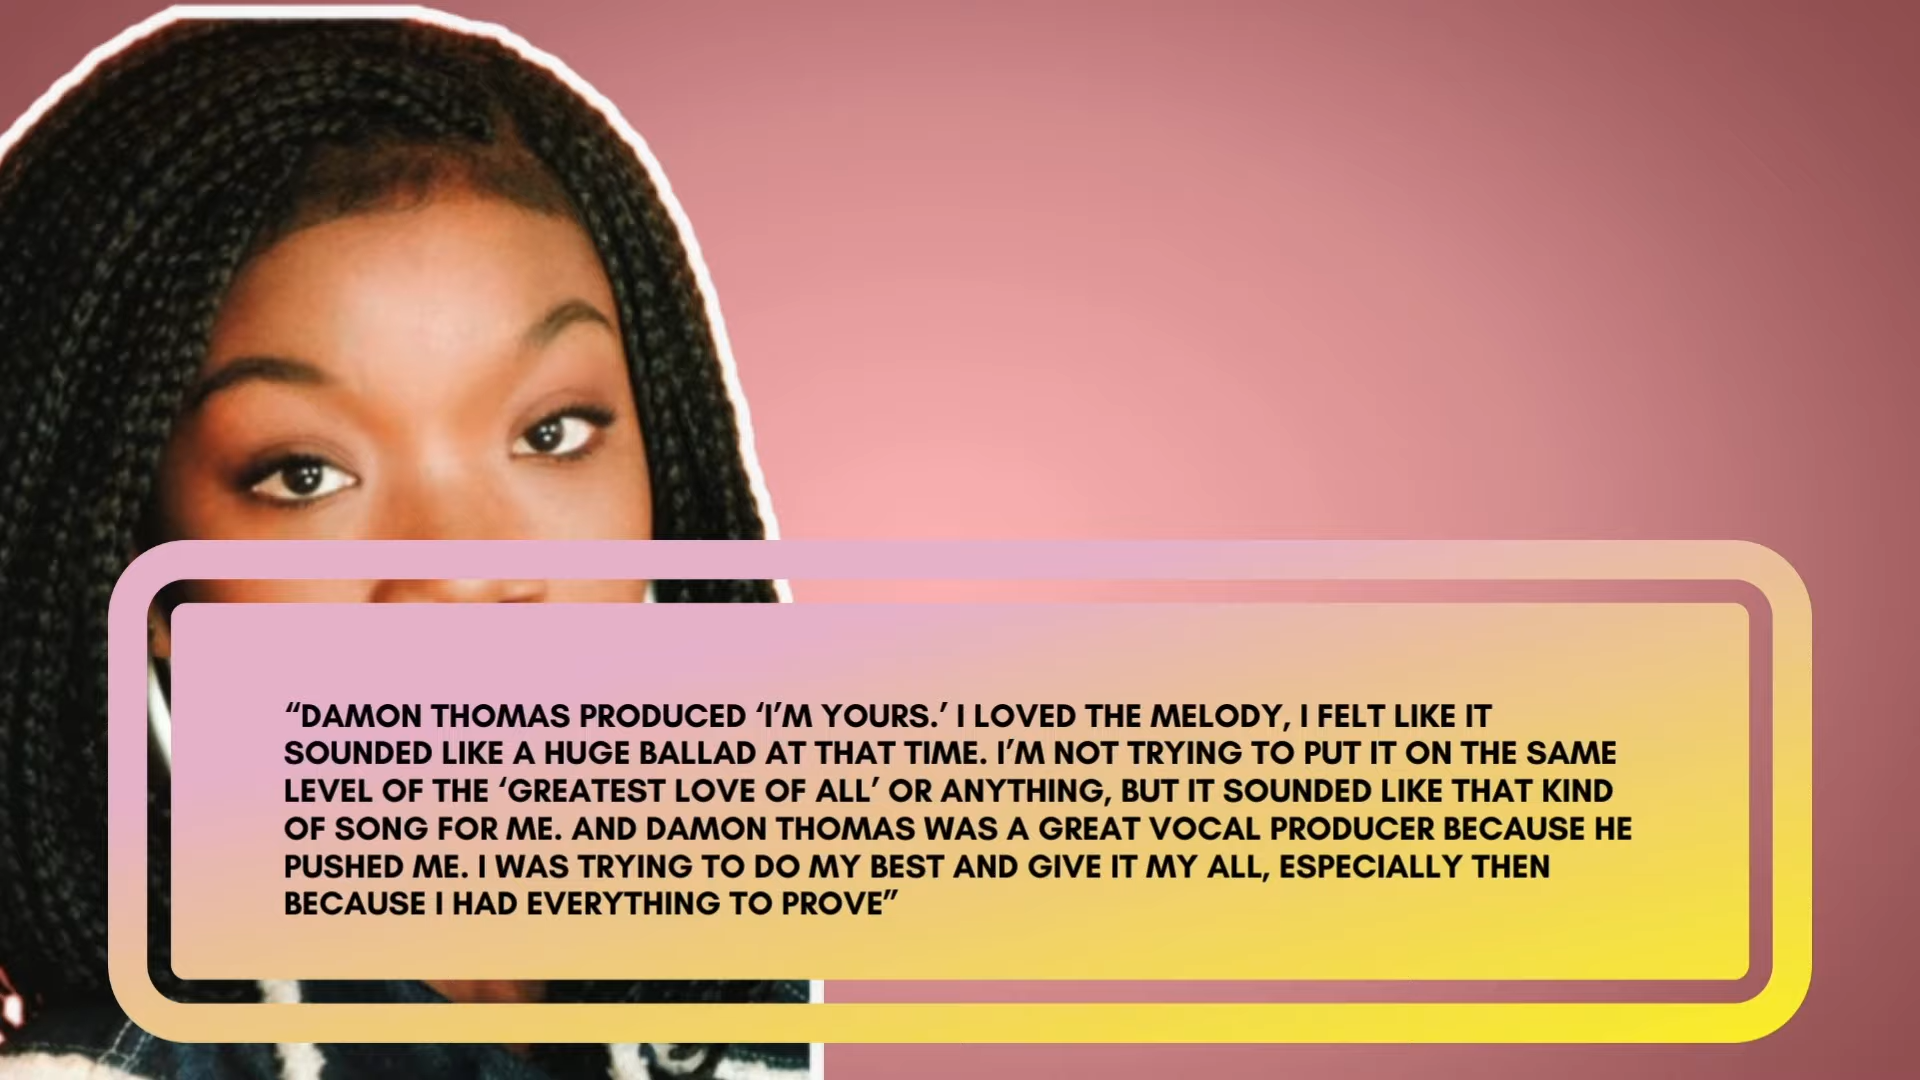 “DAMON THOMAS PRODUCED ‘I’M YOURS.’ I LOVED THE MELODY, I FELT LIKE IT
SOUNDED LIKE A HUGE BALLAD AT THAT TIME. I’M NOT TRYING TO PUT IT ON THE SAME
LEVEL OF THE ‘GREATEST LOVE OF ALL’ OR ANYTHING, BUT IT SOUNDED LIKE THAT KIND
OF SONG FOR ME. AND DAMON THOMAS WAS A GREAT VOCAL PRODUCER BECAUSE HE
PUSHED ME. I WAS TRYING TO DO MY BEST AND GIVE IT MY ALL, ESPECIALLY THEN
BECAUSE I HAD EVERYTHING TO PROVE”